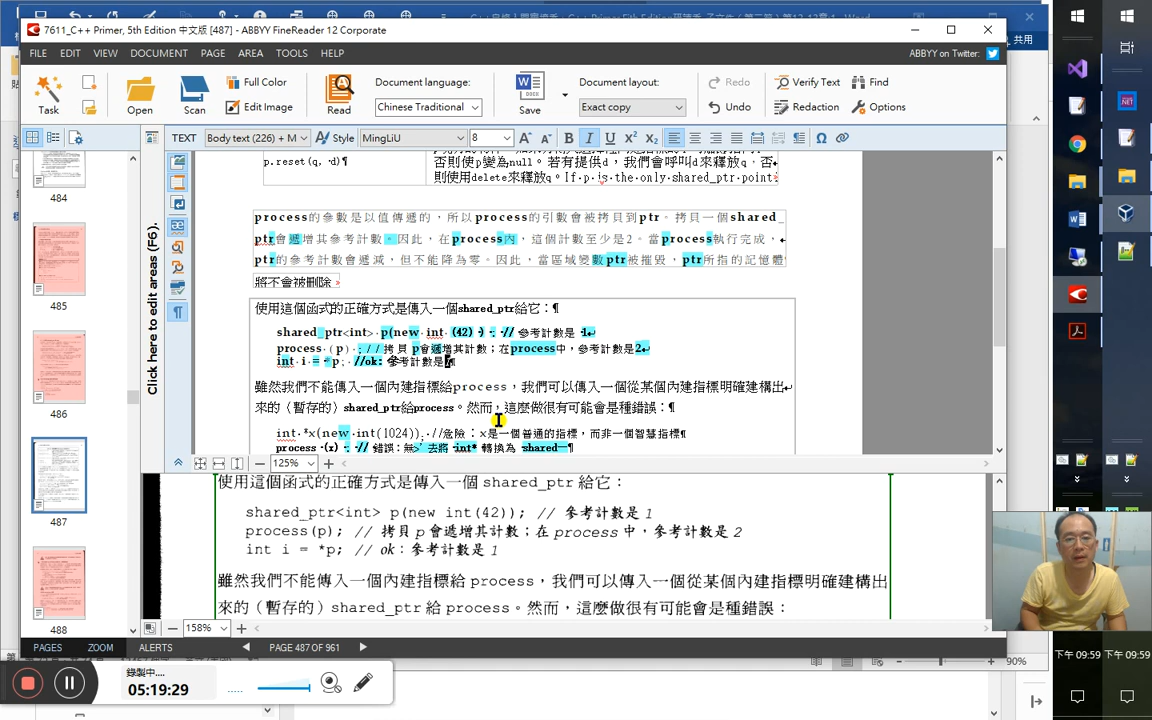 7611_C++ Primer, 5th Edition 中文版 [487] - ABBYY FineReader 12 Corporate
共用
FILE EDIT VIEW DOCUMENT PAGE AREA TOOLS HELP
ABBYY on Twitter:
Task
Open
Scan
Full Color
Edit Image
Read
Document language:
Chinese Traditional
Save
Document layout:
Exact copy
Redo
Undo
Verify Text
Redaction
Find
Options
TEXT
Body text (226) + M
Style
MingLiU
8
484
485
486
487
488
Click here to edit areas (F6).
p.reset(q, d)¶
否則使p變為null。若有提供d，我們會呼叫d來釋放q，否
則使用delete來釋放q。If p is the only shared_ptr point
process的參數是以值傳遞的，所以process的引數會被拷貝到ptr。拷貝一個shared_
ptr會遞增其參考計數。因此，在process內，這個計數至少是2。當process執行完成，
ptr的參考計數會遞減，但不能降為零。因此，當區域變數ptr被摧毀，ptr所指的記憶體
將不會被刪除
使用這個函式的正確方式是傳入一個shared_ptr給它：¶
shared_ptr<int> p(new int (42) ) ; // 參考計數是 1
process (p) ; // 拷貝 p會遞增其計數；在process中，參考計數是2
int i = *p; //ok: 參考計數是
雖然我們不能傳入一個內建指標給process，我們可以傳入一個從某個內建指標明確建構出
來的（暫存的）shared_ptr給process。然而，這麼做很有可能會是種錯誤：¶
int *x(new int(1024)); //危險：x是一個普通的指標，而非一個智慧指標¶
process (x) ; // 錯誤：無>' 去將 int* 轉換為 shared一¶
125%
使用這個函式的正確方式是傳入一個 shared_ptr 給它：
shared_ptr<int> p(new int(42)); // 參考計數是 1
process(p); // 拷貝 p 會遞增其計數；在 process 中，參考計數是 2
int i = *p; // ok：參考計數是 1
雖然我們不能傳入一個內建指標給 process，我們可以傳入一個從某個內建指標明確建構出
來的（暫存的）shared_ptr 給 process。然而，這麼做很有可能會是種錯誤：
158%
PAGES ZOOM ALERTS
PAGE 487 OF 961
90%
錄製中....
05:19:29
下午 09:59 下午 09:59